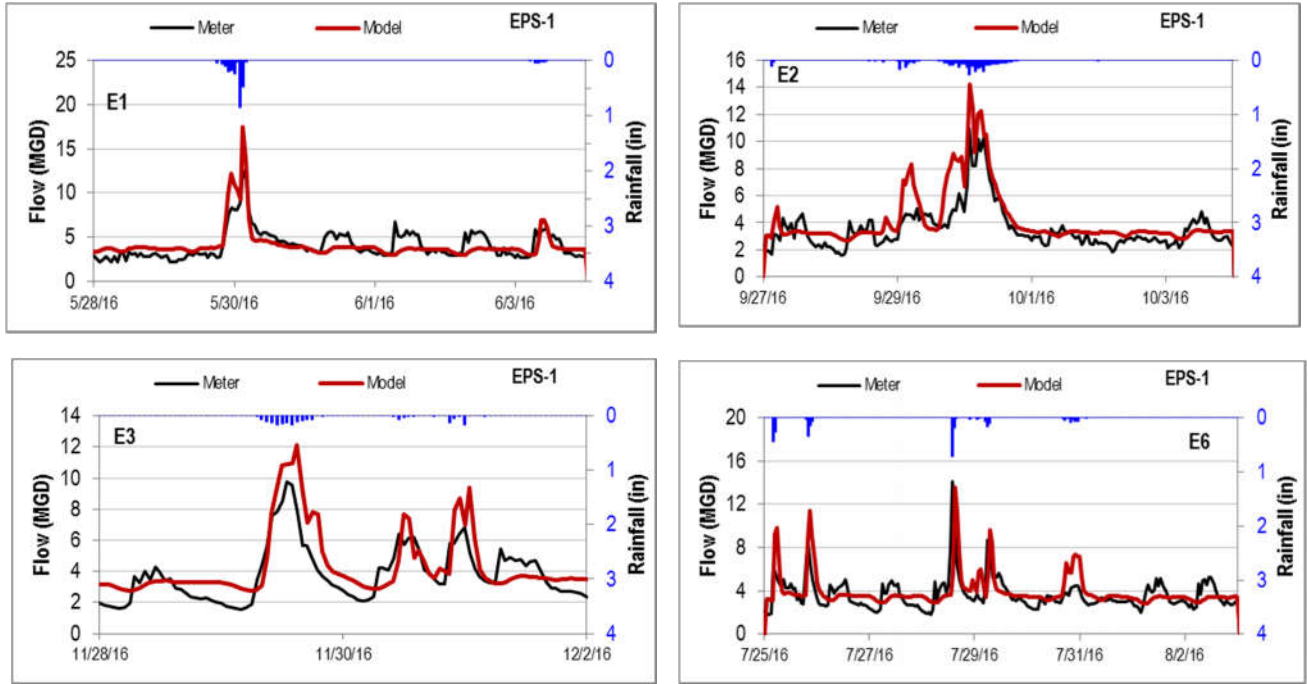 Meter Model EPS-1
E1
Flow (MGD)
25
20
15
10
5
0
5/28/16 5/30/16 6/1/16 6/3/16
0
1
2
3
4
Rainfall (in)
Meter Model EPS-1
E2
Flow (MGD)
16
14
12
10
8
6
4
2
0
9/27/16 9/29/16 10/1/16 10/3/16
0
1
2
3
4
Rainfall (in)
Meter Model EPS-1
E3
Flow (MGD)
14
12
10
8
6
4
2
0
11/28/16 11/30/16 12/2/16
0
1
2
3
4
Rainfall (in)
Meter Model EPS-1
E6
Flow (MGD)
20
16
12
8
4
0
7/25/16 7/27/16 7/29/16 7/31/16 8/2/16
0
1
2
3
4
Rainfall (in)